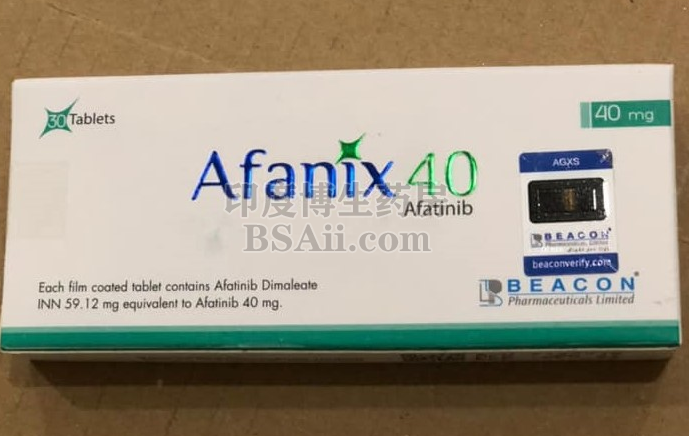 30 Tablets
40 mg
Afanix 40
Afatinib
AGXS
BEACON
Pharmaceuticals Limited
beaconverify.com
印度博生药房
BSAii.com
Each film coated tablet contains Afatinib Dimaleate
INN 59.12 mg equivalent to Afatinib 40 mg.
BEACON®
Pharmaceuticals Limited